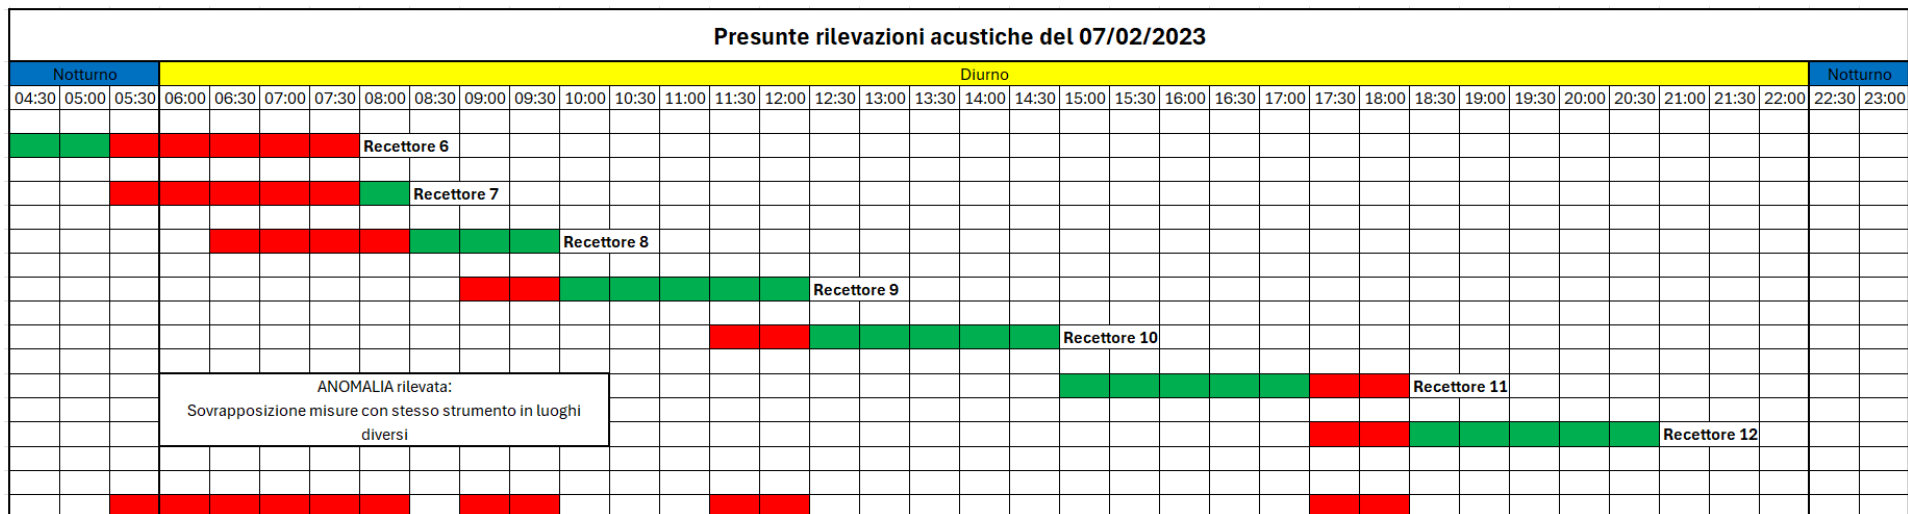 Presunte rilevazioni acustiche del 07/02/2023
Notturno Diurno Notturno
04:30 05:00 05:30 06:00 06:30 07:00 07:30 08:00 08:30 09:00 09:30 10:00 10:30 11:00 11:30 12:00 12:30 13:00 13:30 14:00 14:30 15:00 15:30 16:00 16:30 17:00 17:30 18:00 18:30 19:00 19:30 20:00 20:30 21:00 21:30 22:00 22:30 23:00
Recettore 6
Recettore 7
Recettore 8
Recettore 9
Recettore 10
ANOMALIA rilevata:
Recettore 11
Sovrapposizione misure con stesso strumento in luoghi
diversi
Recettore 12